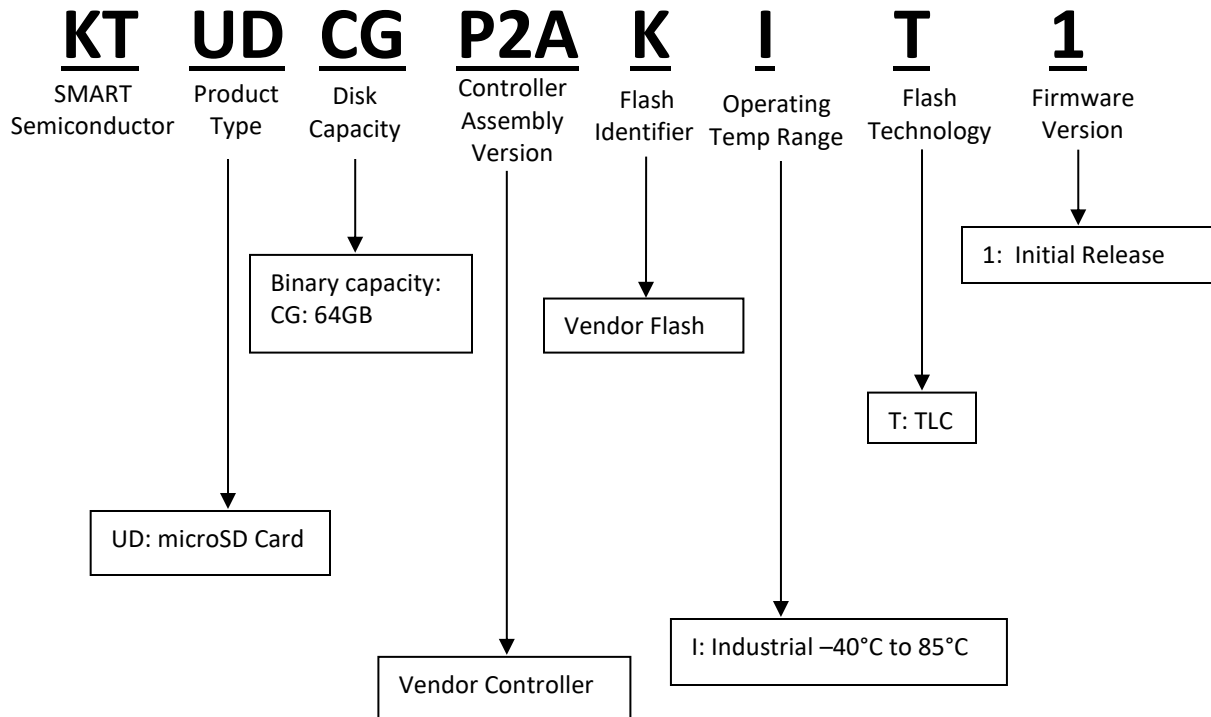 KT UD CG P2A K I T 1
SMART
Semiconductor
Product
Type
Disk
Capacity
Controller
Assembly
Version
Flash
Identifier
Operating
Temp Range
Flash
Technology
Firmware
Version
1: Initial Release
Binary capacity:
CG: 64GB
Vendor Flash
T: TLC
UD: microSD Card
I: Industrial –40°C to 85°C
Vendor Controller